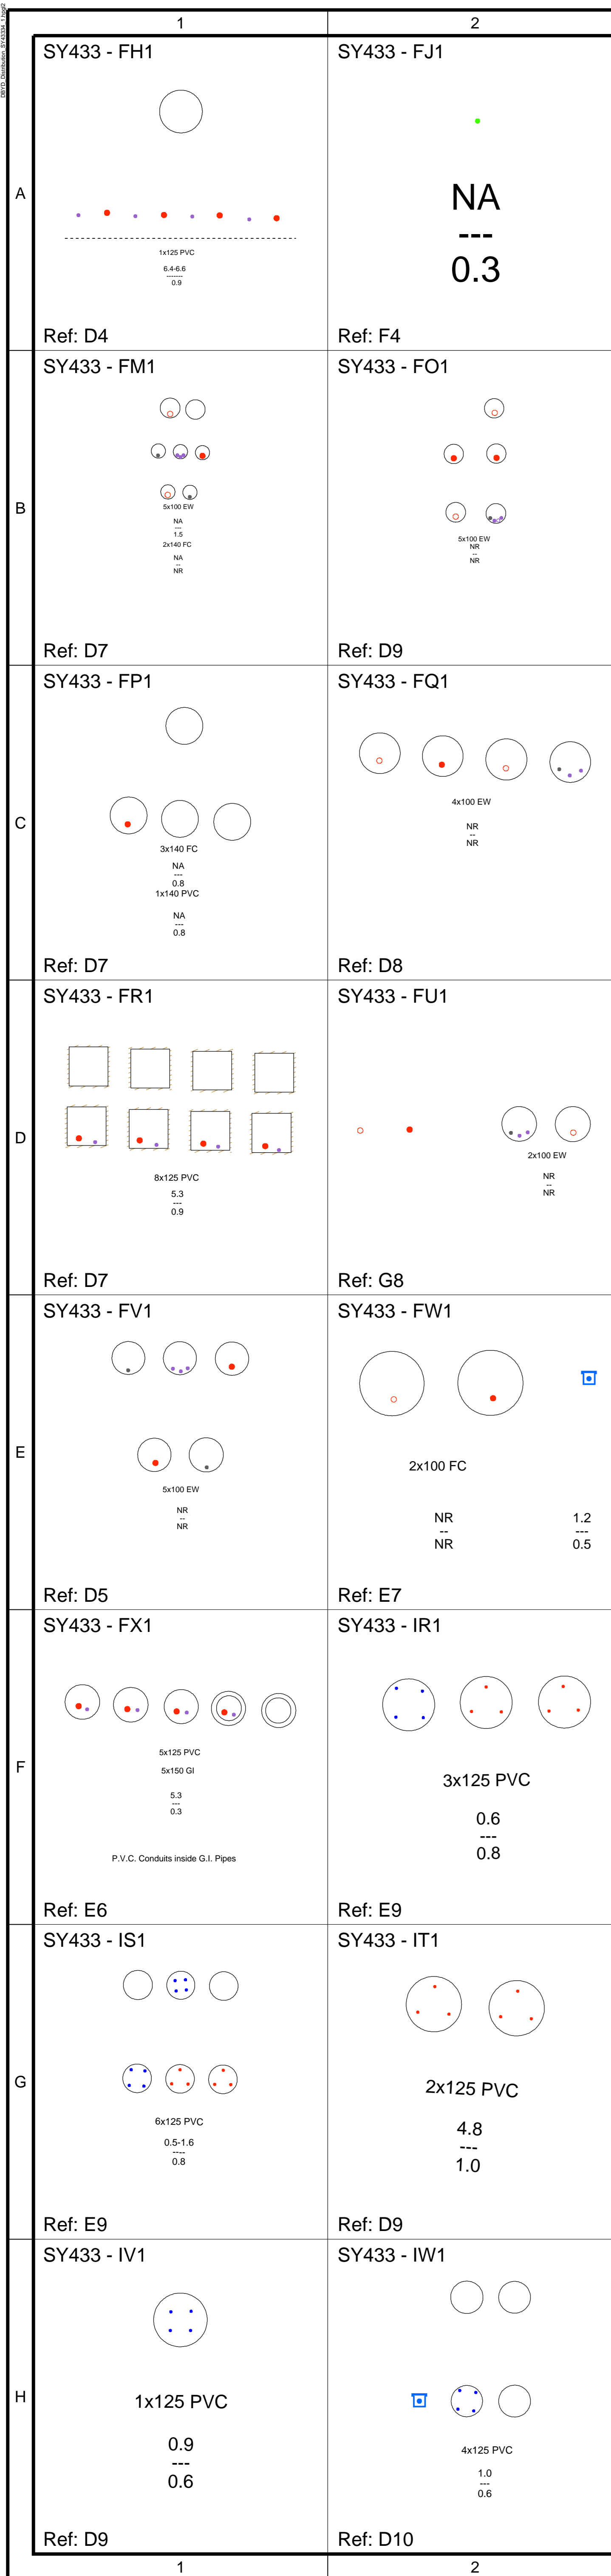 DBYD_Distribution_SY43334_1.hpgl2
1
2
A
SY433 - FH1
1x125 PVC
6.4-6.6
-------
0.9
Ref: D4
SY433 - FJ1
NA
---
0.3
Ref: F4
B
SY433 - FM1
5x100 EW
NA
---
1.5
2x140 FC
NA
--
NR
Ref: D7
SY433 - FO1
5x100 EW
NR
--
NR
Ref: D9
C
SY433 - FP1
3x140 FC
NA
---
0.8
1x140 PVC
NA
---
0.8
Ref: D7
SY433 - FQ1
4x100 EW
NR
--
NR
Ref: D8
D
SY433 - FR1
8x125 PVC
5.3
---
0.9
Ref: D7
SY433 - FU1
2x100 EW
NR
--
NR
Ref: G8
E
SY433 - FV1
5x100 EW
NR
--
NR
Ref: D5
SY433 - FW1
2x100 FC
NR
--
NR
1.2
---
0.5
Ref: E7
F
SY433 - FX1
5x125 PVC
5x150 GI
5.3
---
0.3
P.V.C. Conduits inside G.I. Pipes
Ref: E6
SY433 - IR1
3x125 PVC
0.6
---
0.8
Ref: E9
G
SY433 - IS1
6x125 PVC
0.5-1.6
----
0.8
Ref: E9
SY433 - IT1
2x125 PVC
4.8
---
1.0
Ref: D9
H
SY433 - IV1
1x125 PVC
0.9
---
0.6
Ref: D9
SY433 - IW1
4x125 PVC
1.0
---
0.6
Ref: D10
1
2